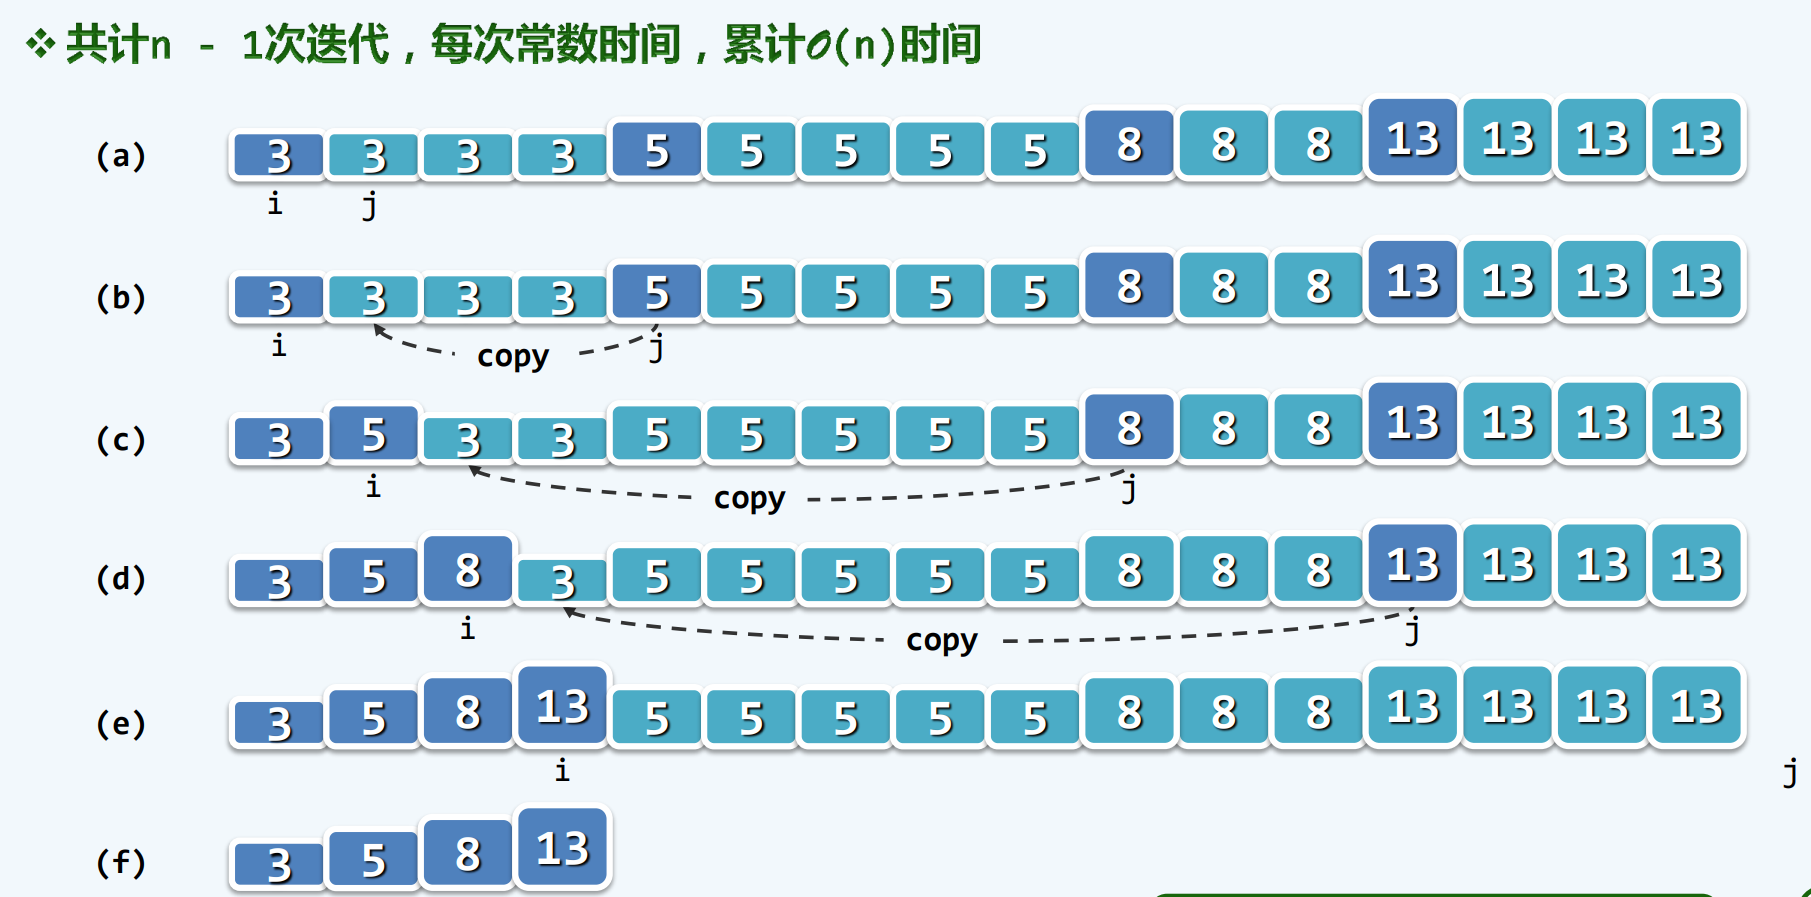 ❖ 共计n - 1次迭代，每次常数时间，累计O(n)时间
(a) 3 3 3 3 5 5 5 5 5 8 8 8 13 13 13 13
i j
(b) 3 3 3 3 5 5 5 5 5 8 8 8 13 13 13 13
i copy j
(c) 3 5 3 3 5 5 5 5 5 8 8 8 13 13 13 13
i copy j
(d) 3 5 8 3 5 5 5 5 5 8 8 8 13 13 13 13
i copy j
(e) 3 5 8 13 5 5 5 5 5 8 8 8 13 13 13 13
i j
(f) 3 5 8 13